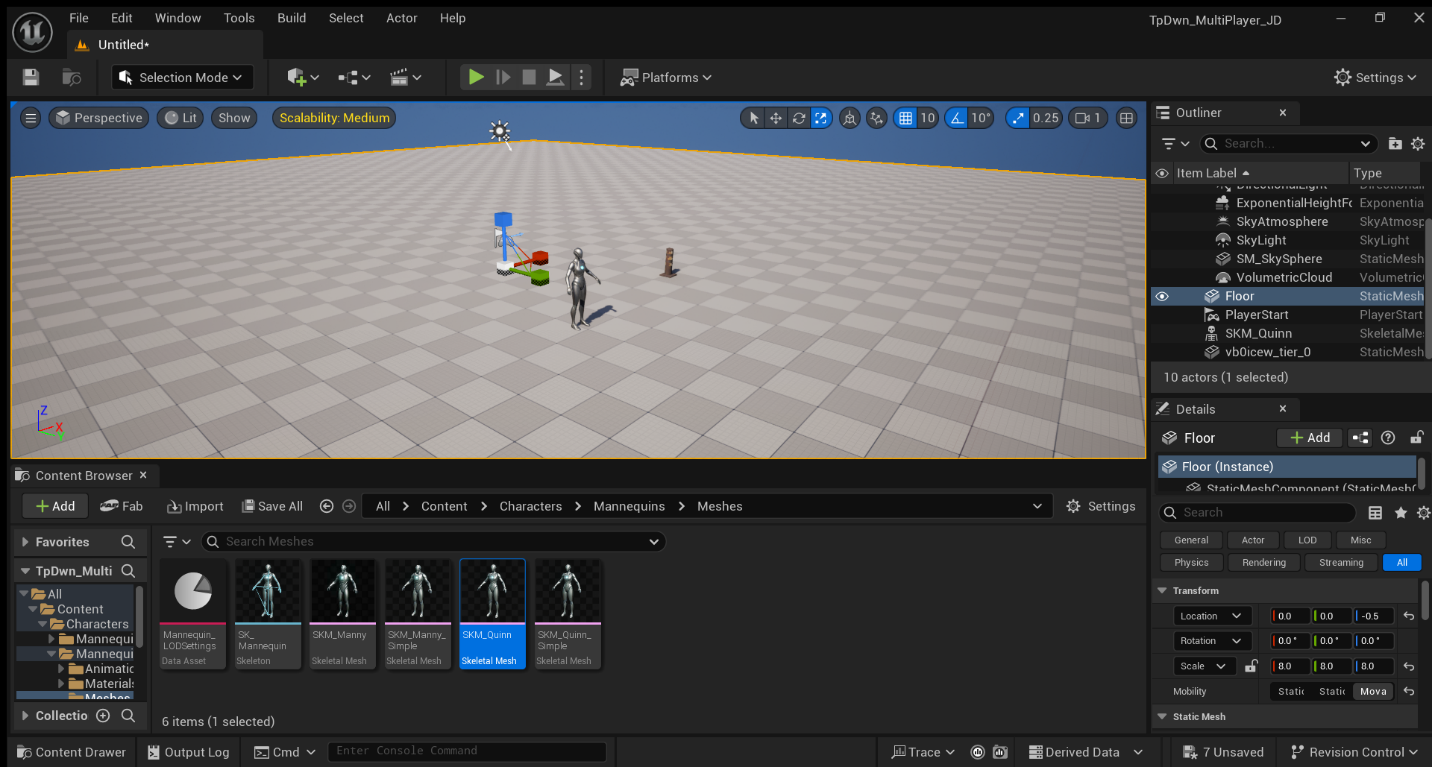 File Edit Window Tools Build Select Actor Help
TpDwn_MultiPlayer_JD
Untitled*
Selection Mode
Platforms
Settings
Perspective Lit Show Scalability: Medium
10 10° 0.25 1
Z
X
Outliner
Search...
Item Label Type
DirectionalLight Directional
ExponentialHeightFo Exponentia
SkyAtmosphere SkyAtmosp
SkyLight SkyLight
SM_SkySphere StaticMesh
VolumetricCloud Volumetric
Floor StaticMesh
PlayerStart PlayerStart
SKM_Quinn SkeletalMe
vb0icew_tier_0 StaticMesh
10 actors (1 selected)
Details
Floor Add
Floor (Instance)
StaticMeshComponent (StaticMesh
Search
General Actor LOD Misc
Physics Rendering Streaming All
Transform
Location 0.0 0.0 -0.5
Rotation 0.0° 0.0° 0.0°
Scale 8.0 8.0 8.0
Mobility Static Static Mova
Static Mesh
Content Browser
Add Fab Import Save All All > Content > Characters > Mannequins > Meshes Settings
Favorites
TpDwn_Multi
All
Content
Characters
Mannequi
Mannequi
Animatic
Materials
Meshes
Collectio
Search Meshes
Mannequin_
LODSettings
Data Asset
SK_
Mannequin
Skeleton
SKM_Manny
Skeletal Mesh
SKM_Manny_
Simple
Skeletal Mesh
SKM_Quinn
Skeletal Mesh
SKM_Quinn_
Simple
Skeletal Mesh
6 items (1 selected)
Content Drawer Output Log Cmd Enter Console Command Trace Derived Data 7 Unsaved Revision Control